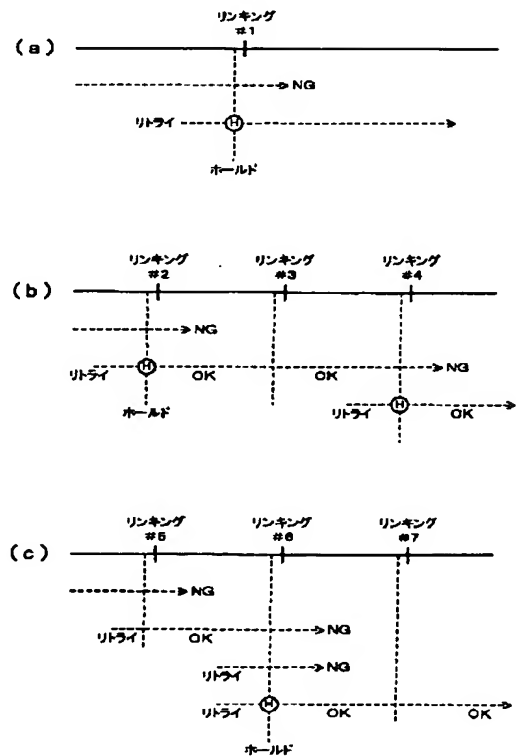 リンキング
#1
(a)
NG
リトライ H
ホールド
リンキング リンキング リンキング
#2 #3 #4
(b)
NG
リトライ H OK OK NG
ホールド リトライ H OK
リンキング リンキング リンキング
#5 #6 #7
(c)
NG
リトライ OK NG
リトライ NG
リトライ H OK OK
ホールド